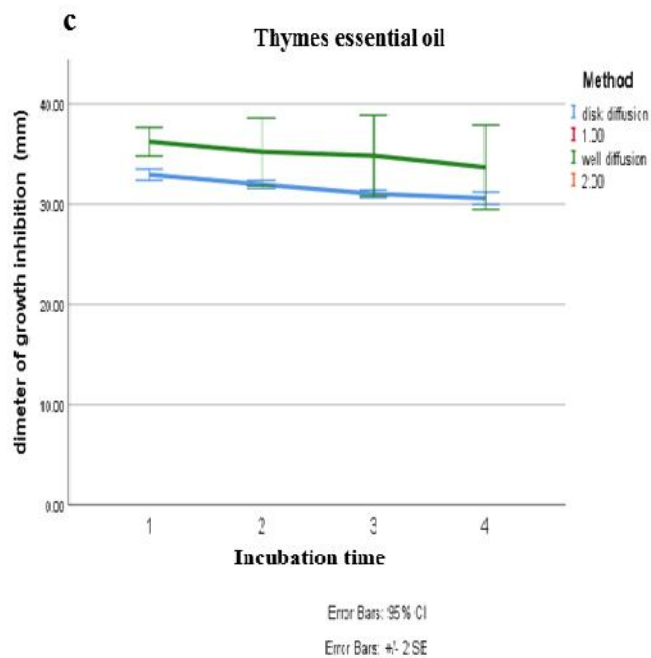 c
Thymes essential oil
dimeter of growth inhibition (mm)
40.00
30.00
20.00
10.00
0.00
1 2 3 4
Incubation time
Method
disk diffusion
1.00
well diffusion
2.00
Error Bars: 95% CI
Error Bars: +/- 2 SE